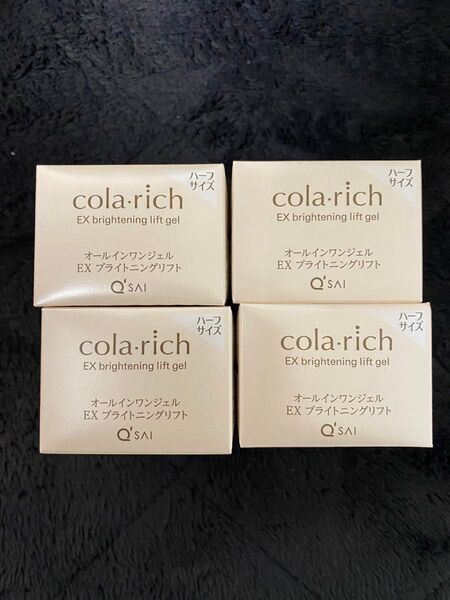 ハーフ
サイズ
cola·rich
EX brightening lift gel
オールインワンジェル
EX ブライトニングリフト
Q'SAI
ハーフ
サイズ
cola·rich
EX brightening lift gel
オールインワンジェル
EX ブライトニングリフト
Q'SAI
ハーフ
サイズ
cola·rich
EX brightening lift gel
オールインワンジェル
EX ブライトニングリフト
Q'SAI
ハーフ
サイズ
cola·rich
EX brightening lift gel
オールインワンジェル
EX ブライトニングリフト
Q'SAI